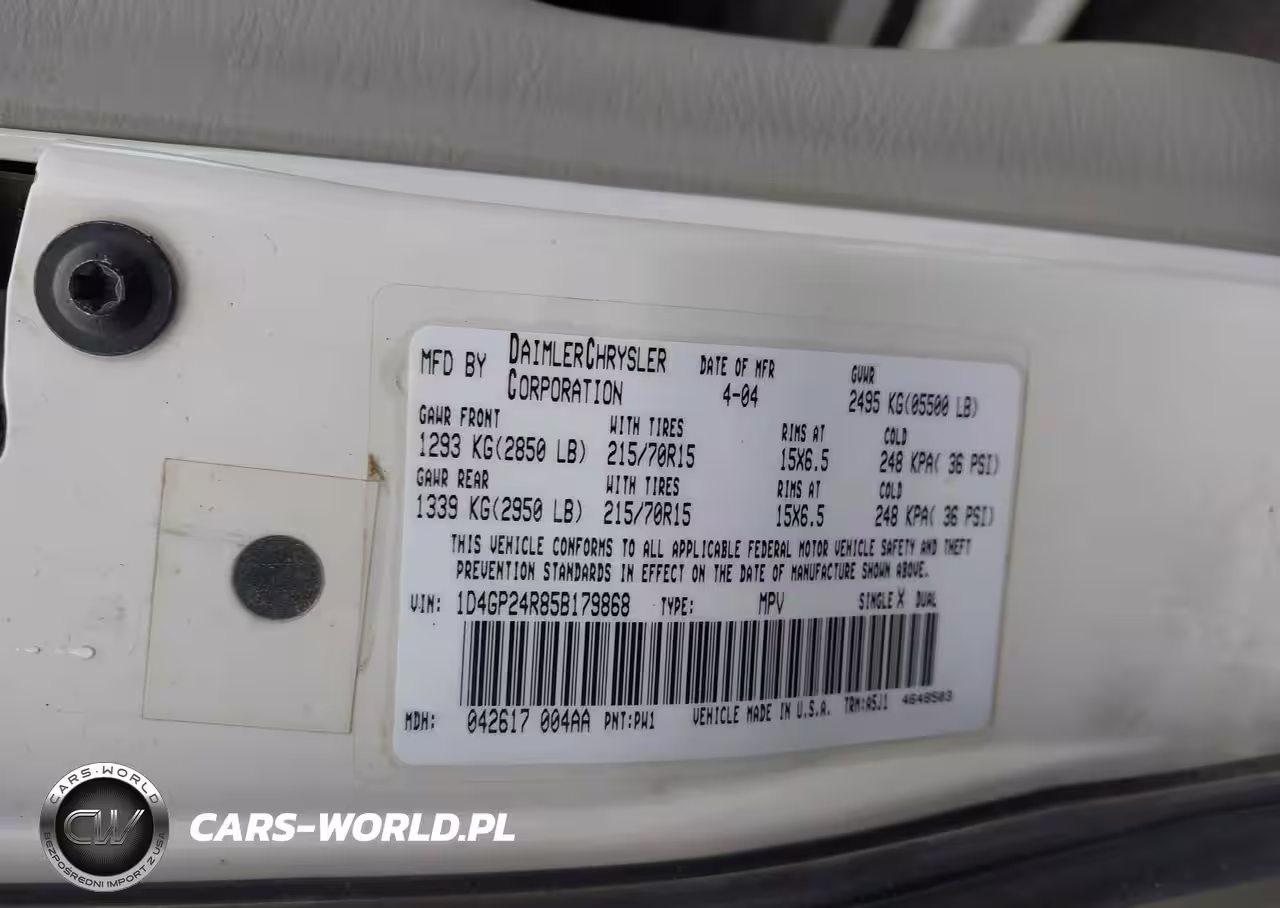 MFD BY DAIMLERCHRYSLER CORPORATION DATE OF MFR 4-04 GVWR 2495 KG(05500 LB)
GAWR FRONT WITH TIRES RIMS AT COLD
1293 KG(2850 LB) 215/70R15 15X6.5 248 KPA( 36 PSI)
GAWR REAR WITH TIRES RIMS AT COLD
1339 KG(2950 LB) 215/70R15 15X6.5 248 KPA( 36 PSI)
THIS VEHICLE CONFORMS TO ALL APPLICABLE FEDERAL MOTOR VEHICLE SAFETY AND THEFT
PREVENTION STANDARDS IN EFFECT ON THE DATE OF MANUFACTURE SHOWN ABOVE.
VIN: 1D4GP24R85B179868 TYPE: MPV SINGLE X DUAL
MDH: 042617 004AA PNT:PW1 VEHICLE MADE IN U.S.A. TRM:A5J1 4648503
CARS-WORLD
CW
BEZPOŚREDNI IMPORT Z USA
CARS-WORLD.PL